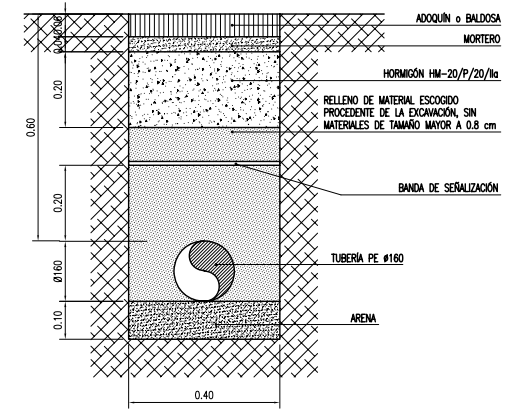 ADOQUÍN o BALDOSA
MORTERO
HORMIGÓN HM-20/P/20/IIa
RELLENO DE MATERIAL ESCOGIDO
PROCEDENTE DE LA EXCAVACIÓN, SIN
MATERIALES DE TAMAÑO MAYOR A 0.8 cm
BANDA DE SEÑALIZACIÓN
TUBERÍA PE ø160
ARENA
0.20
0.60
0.20
Ø160
0.10
0.40